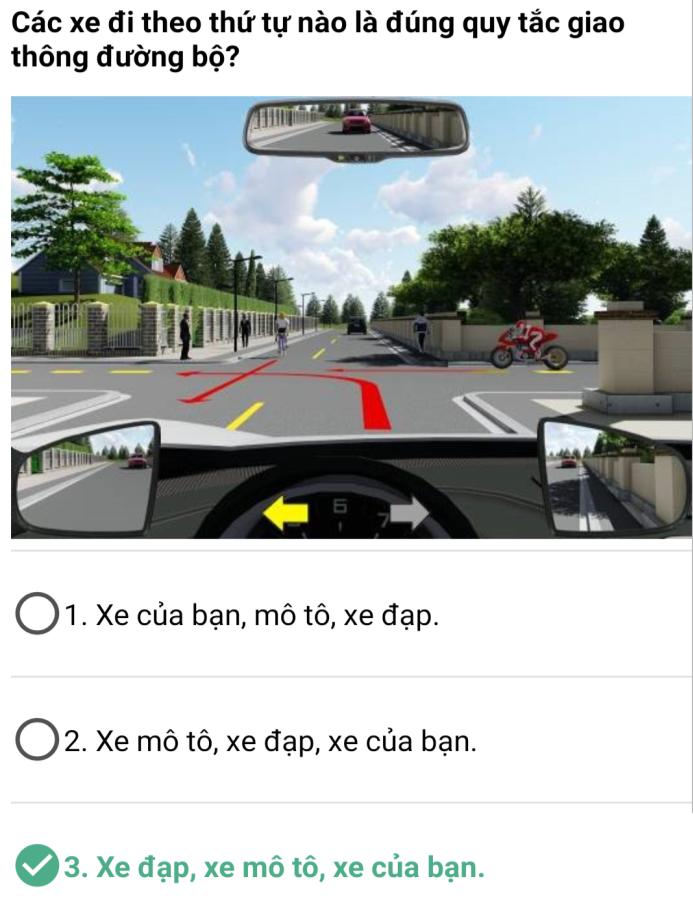 Các xe đi theo thứ tự nào là đúng quy tắc giao
thông đường bộ?
6
7
1. Xe của bạn, mô tô, xe đạp.
2. Xe mô tô, xe đạp, xe của bạn.
3. Xe đạp, xe mô tô, xe của bạn.